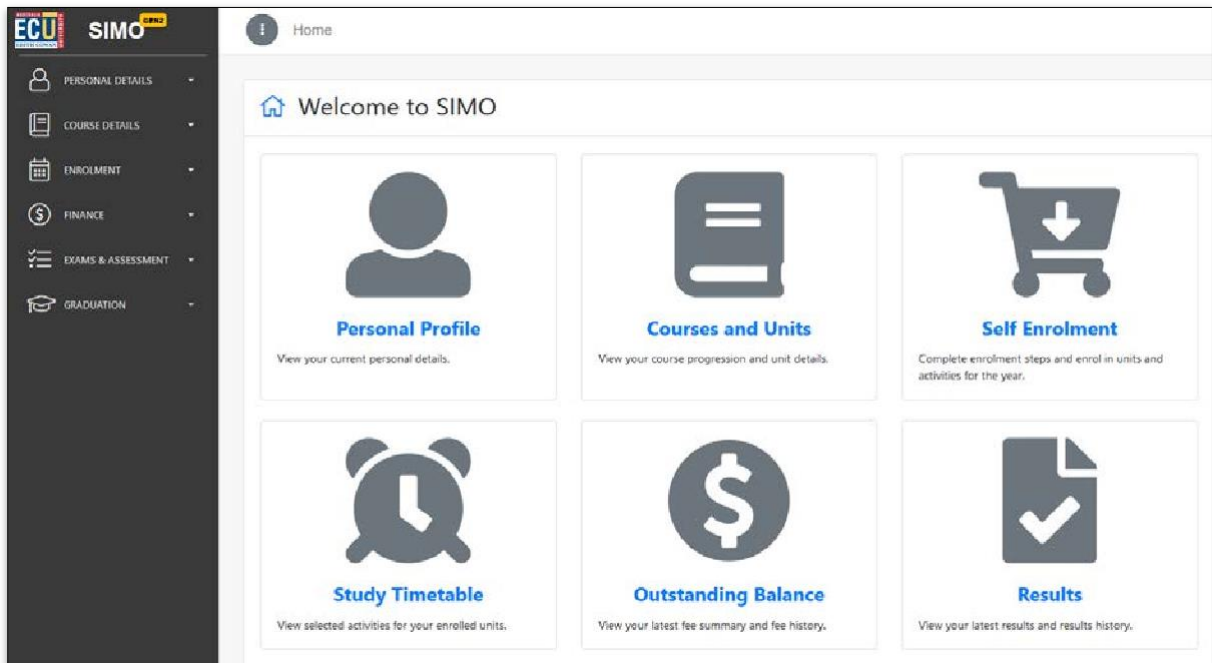 ECU
SIMO GEN2
PERSONAL DETAILS
COURSE DETAILS
ENROLMENT
FINANCE
EXAMS & ASSESSMENT
GRADUATION
Home
Welcome to SIMO
Personal Profile
View your current personal details.
Courses and Units
View your course progression and unit details.
Self Enrolment
Complete enrolment steps and enrol in units and
activities for the year.
Study Timetable
View selected activities for your enrolled units.
Outstanding Balance
View your latest fee summary and fee history.
Results
View your latest results and results history.